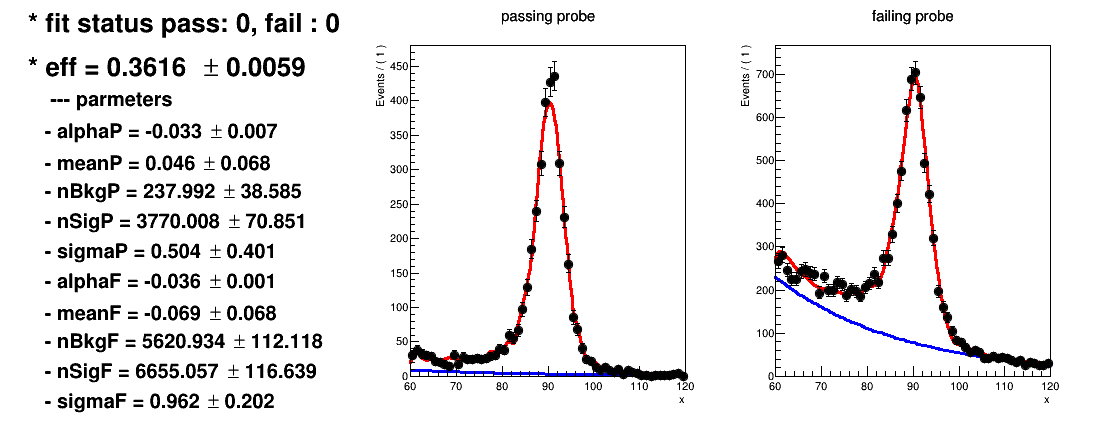 * fit status pass: 0, fail : 0
* eff = 0.3616 ± 0.0059
--- parmeters
- alphaP = -0.033 ± 0.007
- meanP = 0.046 ± 0.068
- nBkgP = 237.992 ± 38.585
- nSigP = 3770.008 ± 70.851
- sigmaP = 0.504 ± 0.401
- alphaF = -0.036 ± 0.001
- meanF = -0.069 ± 0.068
- nBkgF = 5620.934 ± 112.118
- nSigF = 6655.057 ± 116.639
- sigmaF = 0.962 ± 0.202
passing probe
Events / ( 1 )
450
400
350
300
250
200
150
100
50
0
60 70 80 90 100 110 120
x
failing probe
Events / ( 1 )
700
600
500
400
300
200
100
0
60 70 80 90 100 110 120
x